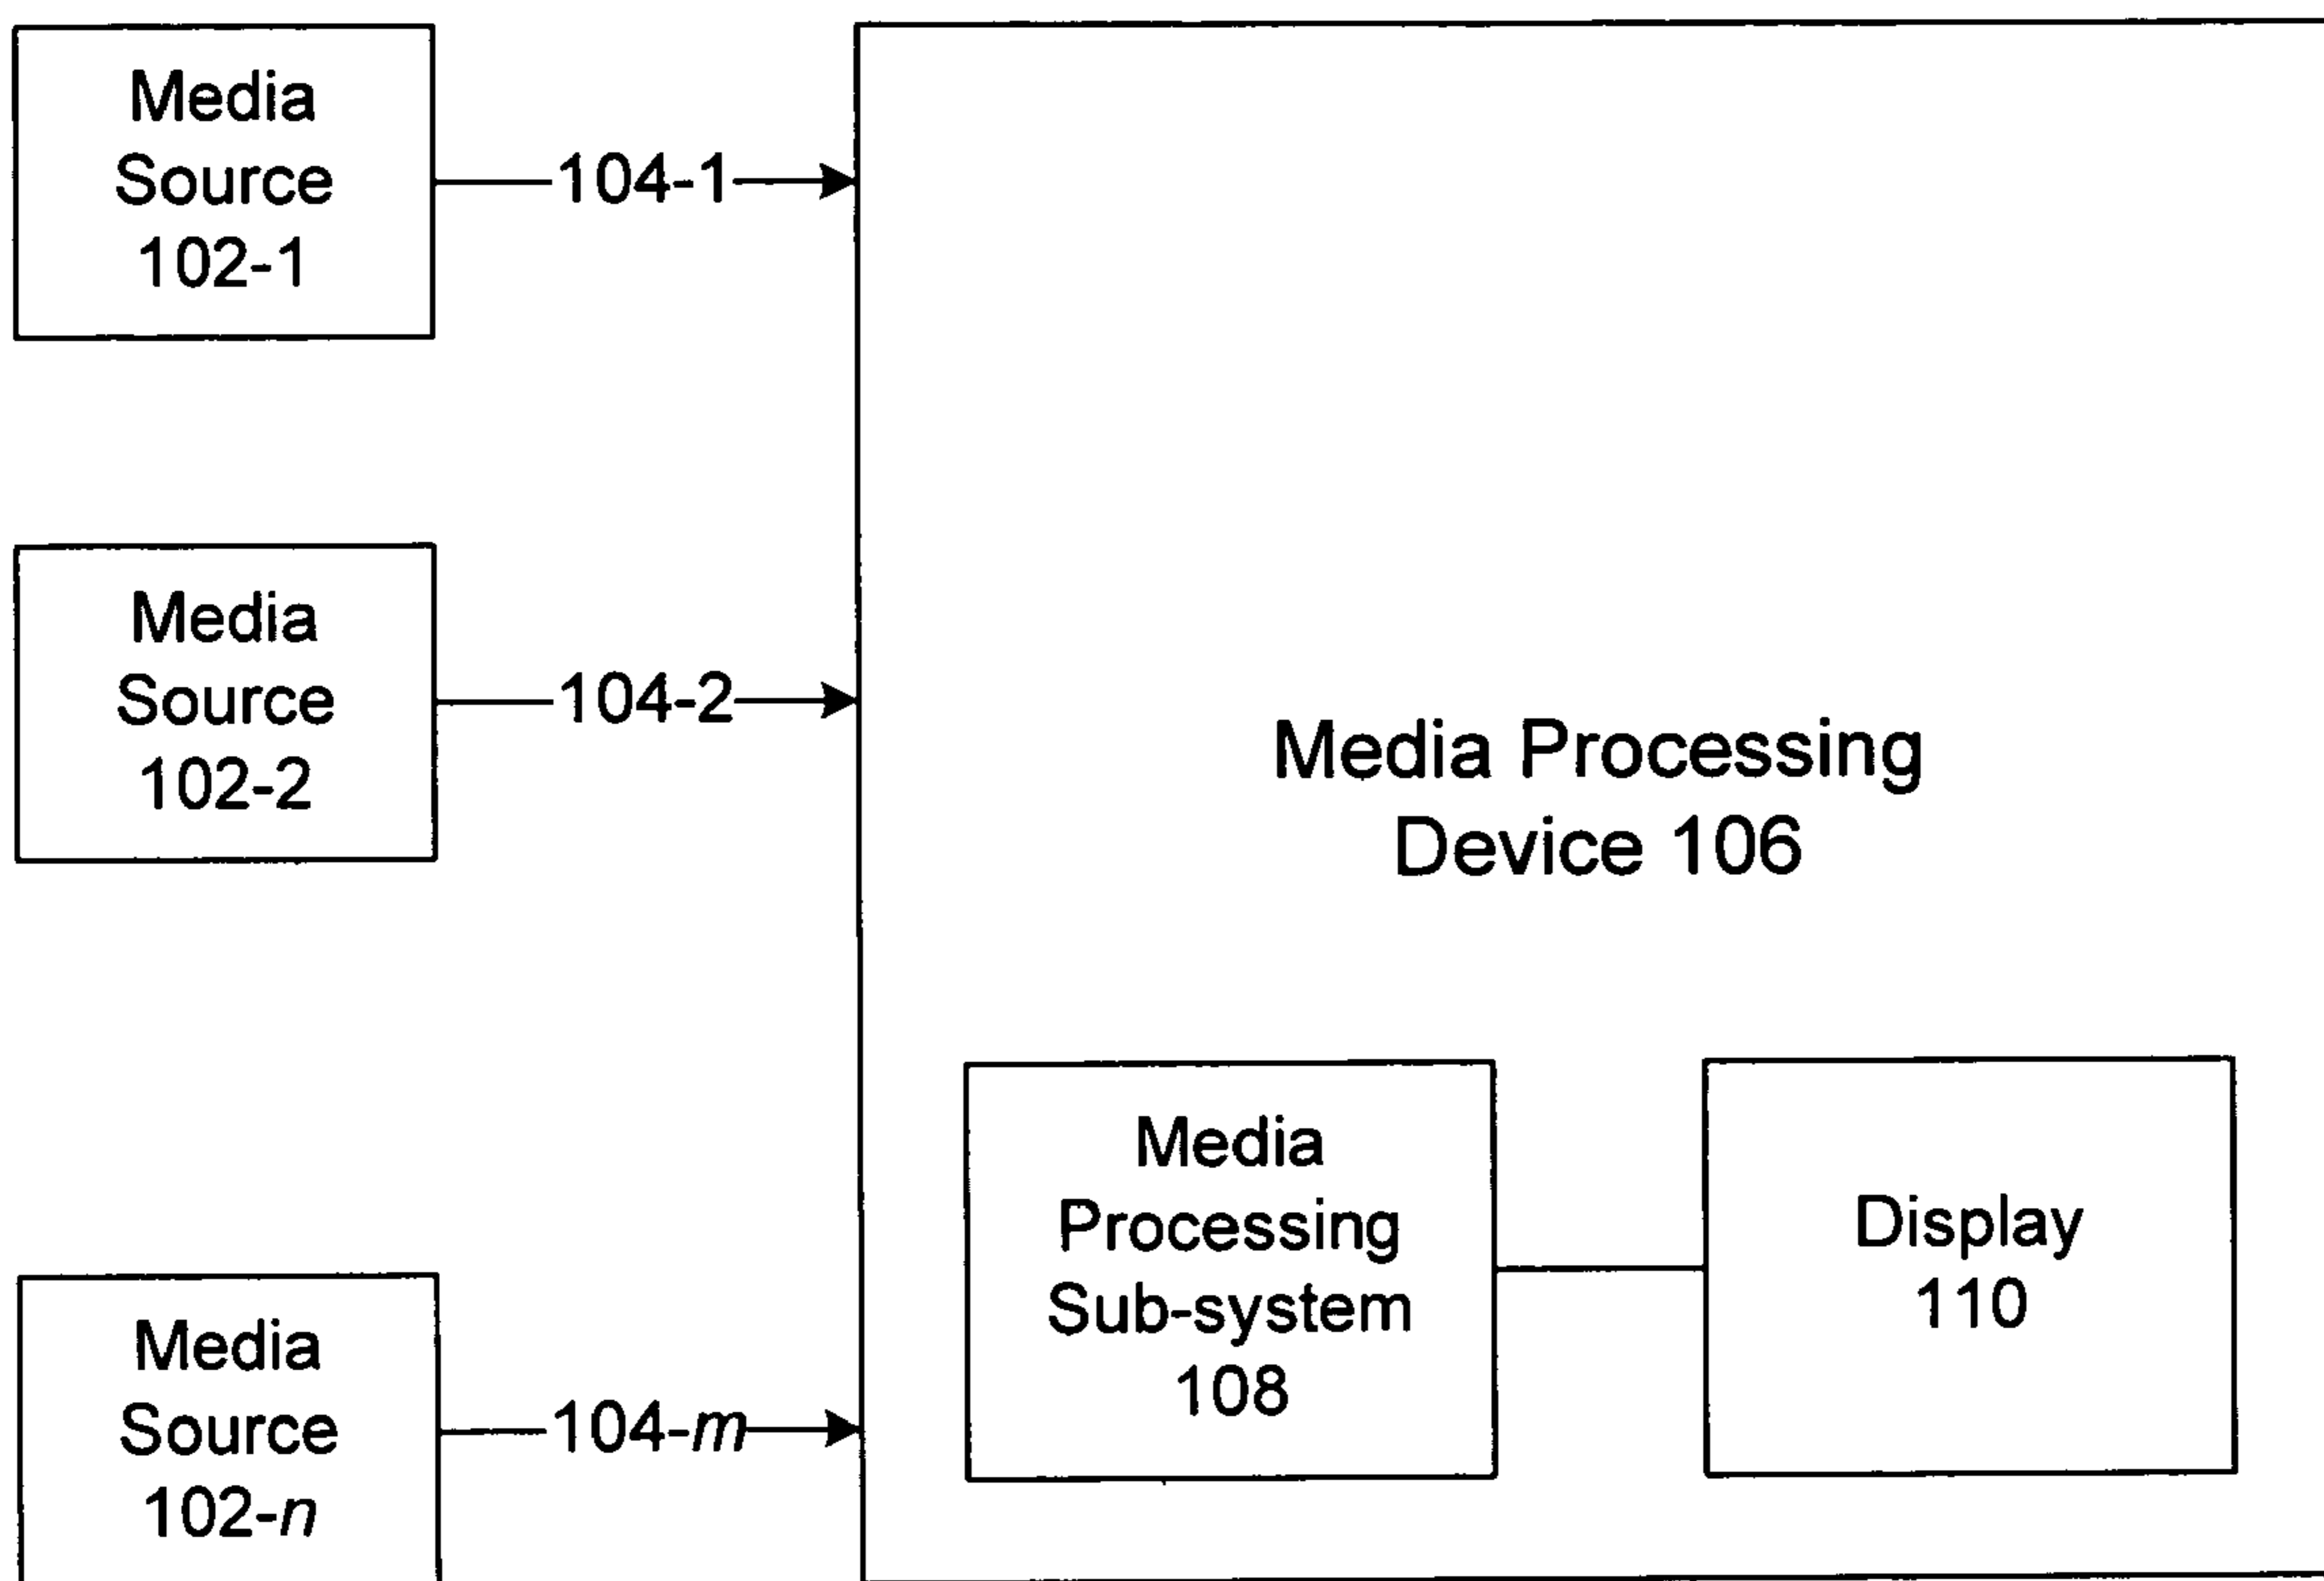 Media
Source
102-1
104-1
Media
Source
102-2
104-2
Media Processing
Device 106
Media
Source
102-n
104-m
Media
Processing
Sub-system
108
Display
110